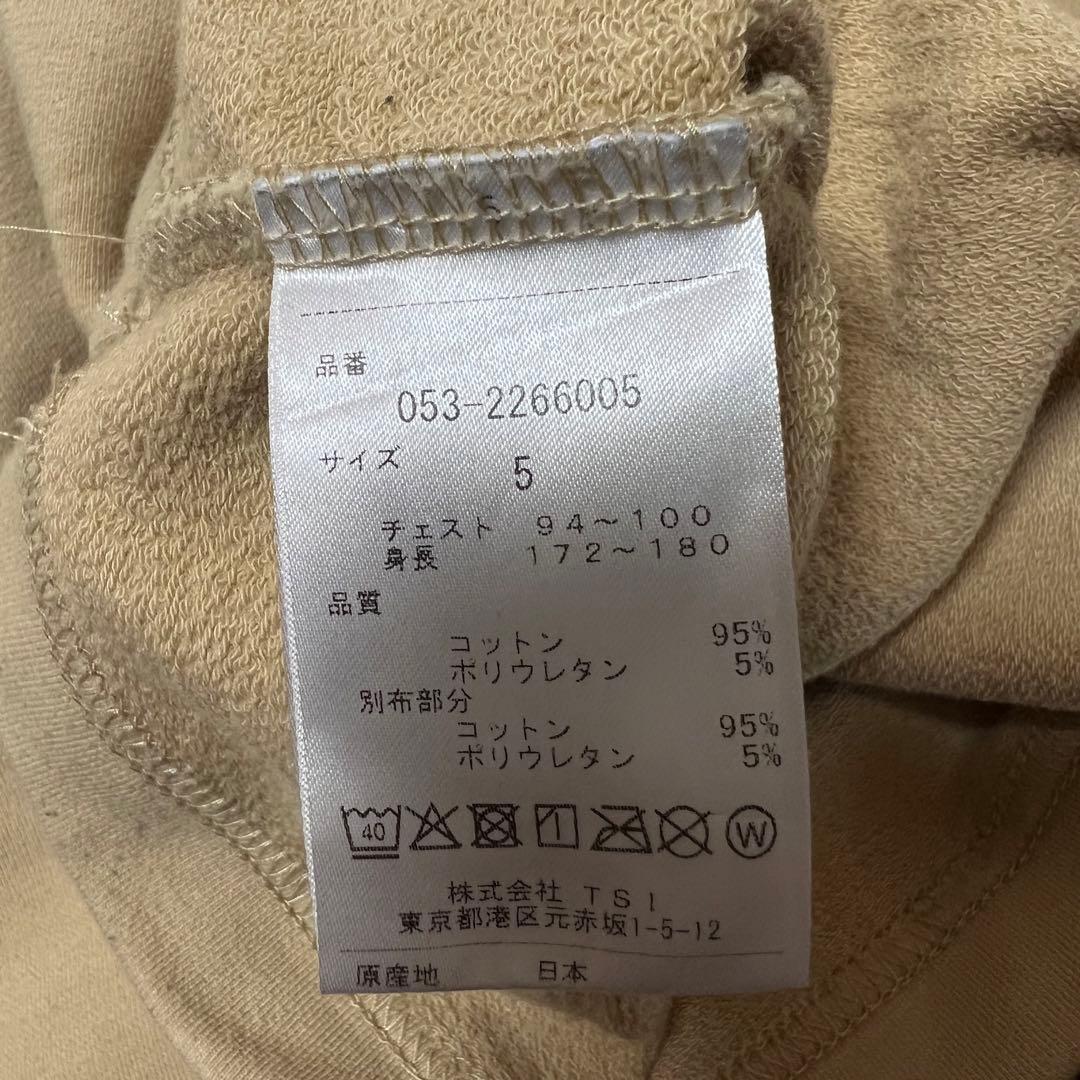 品番
053-2266005
サイズ 5
チェスト 94～100
身長 172～180
品質
コットン 95%
ポリウレタン 5%
別布部分
コットン 95%
ポリウレタン 5%
40 W
株式会社 TSI
東京都港区元赤坂1-5-12
原産地 日本